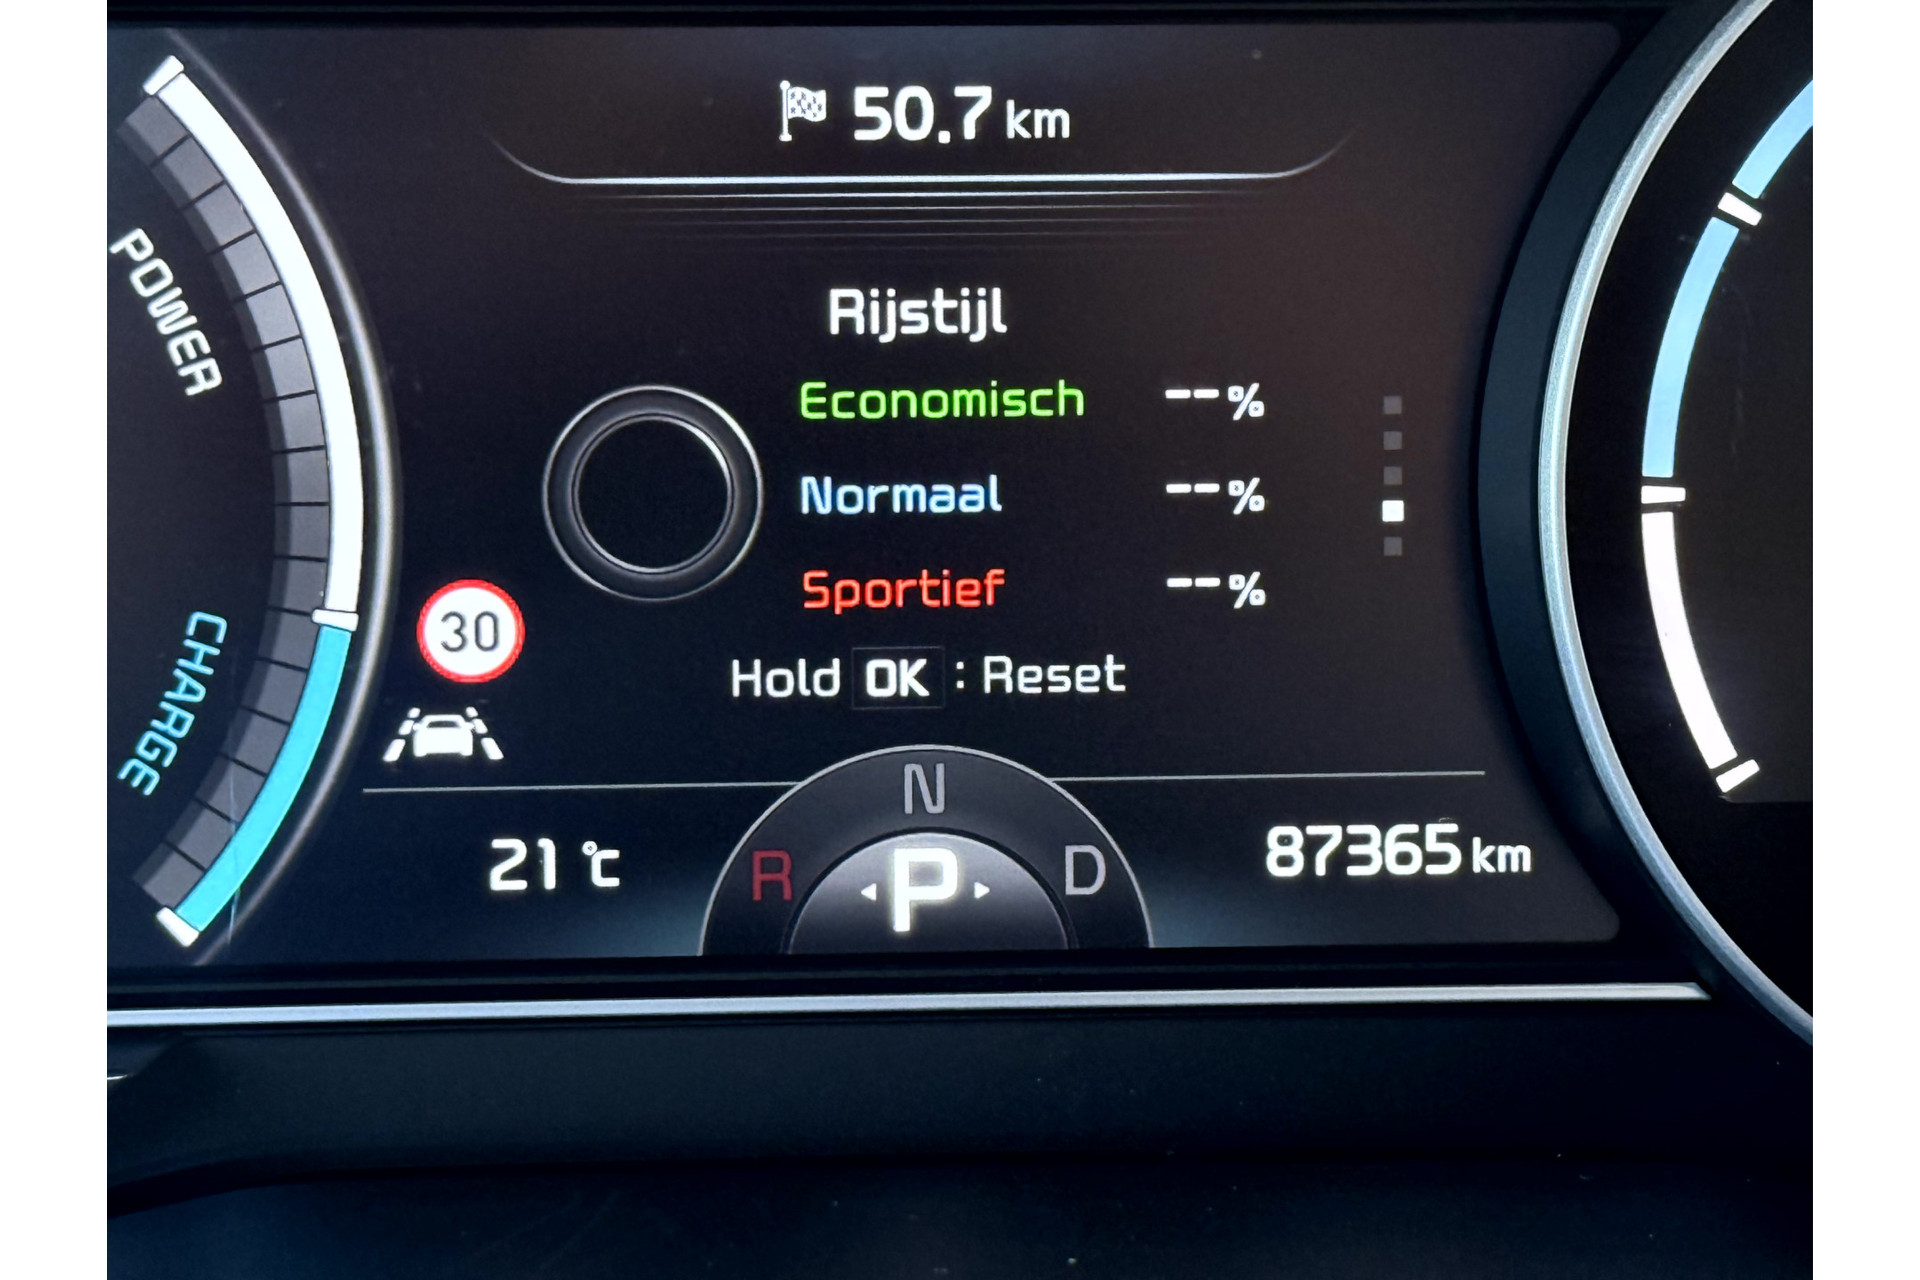 50.7 km
POWER
Rijstijl
Economisch --%
Normaal --%
Sportief --%
30
Hold OK : Reset
CHARGE
N
R P D
21 °C
87365 km